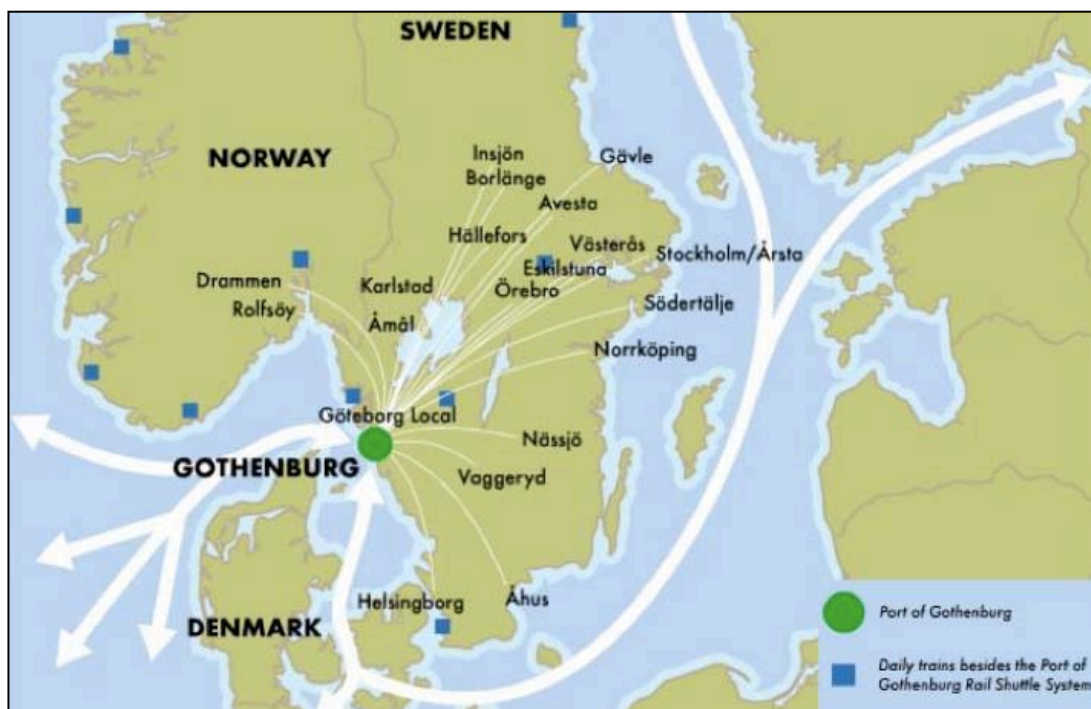 SWEDEN
NORWAY
Insjön
Borlänge
Gävle
Avesta
Hällefors
Västerås
Stockholm/Årsta
Eskilstuna
Örebro
Drammen
Karlstad
Rolfsöy
Södertälje
Åmål
Norrköping
Göteborg Local
Nässjö
GOTHENBURG
Vaggeryd
Helsingborg
Åhus
DENMARK
Port of Gothenburg
Daily trains besides the Port of
Gothenburg Rail Shuttle System